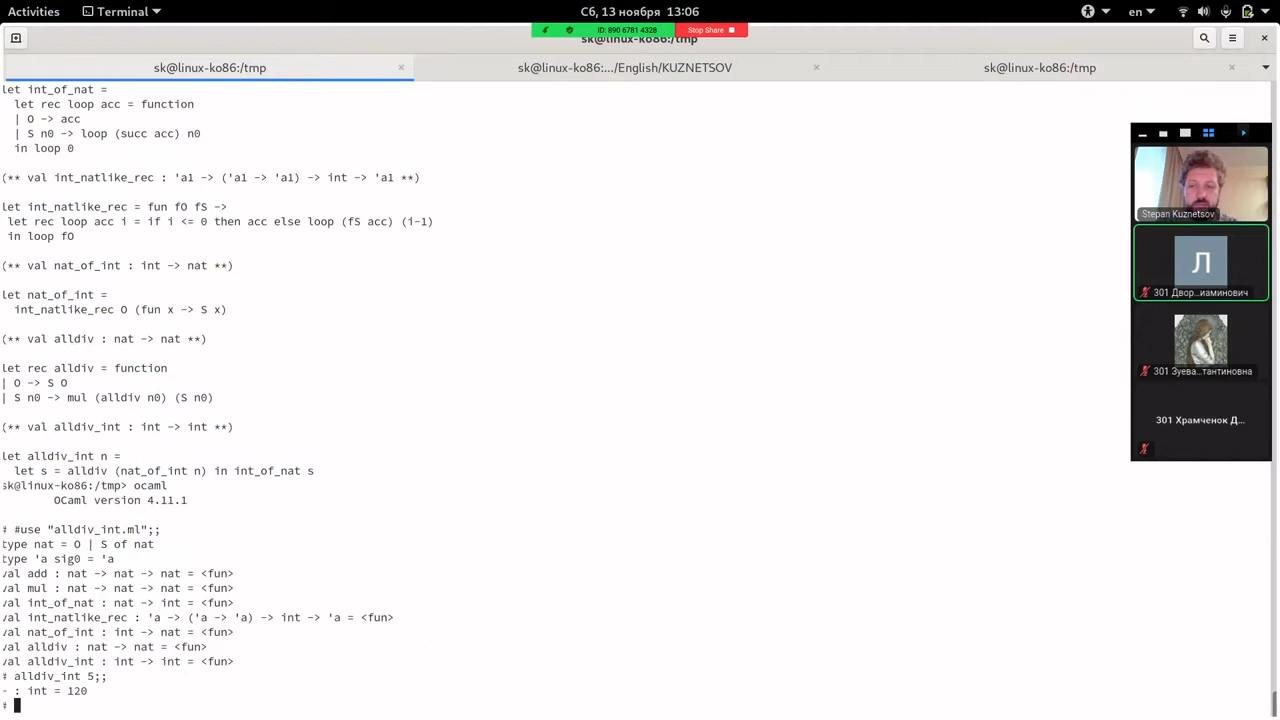 Activities
Terminal
Сб, 13 ноября 13:06
en
ID: 890 6781 4328
Stop Share
sk@linux-ko86:/tmp
sk@linux-ko86:/tmp
sk@linux-ko86:.../English/KUZNETSOV
sk@linux-ko86:/tmp
let int_of_nat =
let rec loop acc = function
| O -> acc
| S n0 -> loop (succ acc) n0
in loop 0
(** val int_natlike_rec : 'a1 -> ('a1 -> 'a1) -> int -> 'a1 **)
let int_natlike_rec = fun fO fS ->
let rec loop acc i = if i <= 0 then acc else loop (fS acc) (i-1)
in loop fO
(** val nat_of_int : int -> nat **)
let nat_of_int =
int_natlike_rec O (fun x -> S x)
(** val alldiv : nat -> nat **)
let rec alldiv = function
| O -> S O
| S n0 -> mul (alldiv n0) (S n0)
(** val alldiv_int : int -> int **)
let alldiv_int n =
let s = alldiv (nat_of_int n) in int_of_nat s
sk@linux-ko86:/tmp> ocaml
OCaml version 4.11.1
# #use "alldiv_int.ml";;
type nat = O | S of nat
type 'a sig0 = 'a
val add : nat -> nat -> nat = <fun>
val mul : nat -> nat -> nat = <fun>
val int_of_nat : nat -> int = <fun>
val int_natlike_rec : 'a -> ('a -> 'a) -> int -> 'a = <fun>
val nat_of_int : int -> nat = <fun>
val alldiv : nat -> nat = <fun>
val alldiv_int : int -> int = <fun>
# alldiv_int 5;;
- : int = 120
#
Stepan Kuznetsov
Л
301 Двор...иаминович
301 Зуева...тантиновна
301 Храмченок Д...